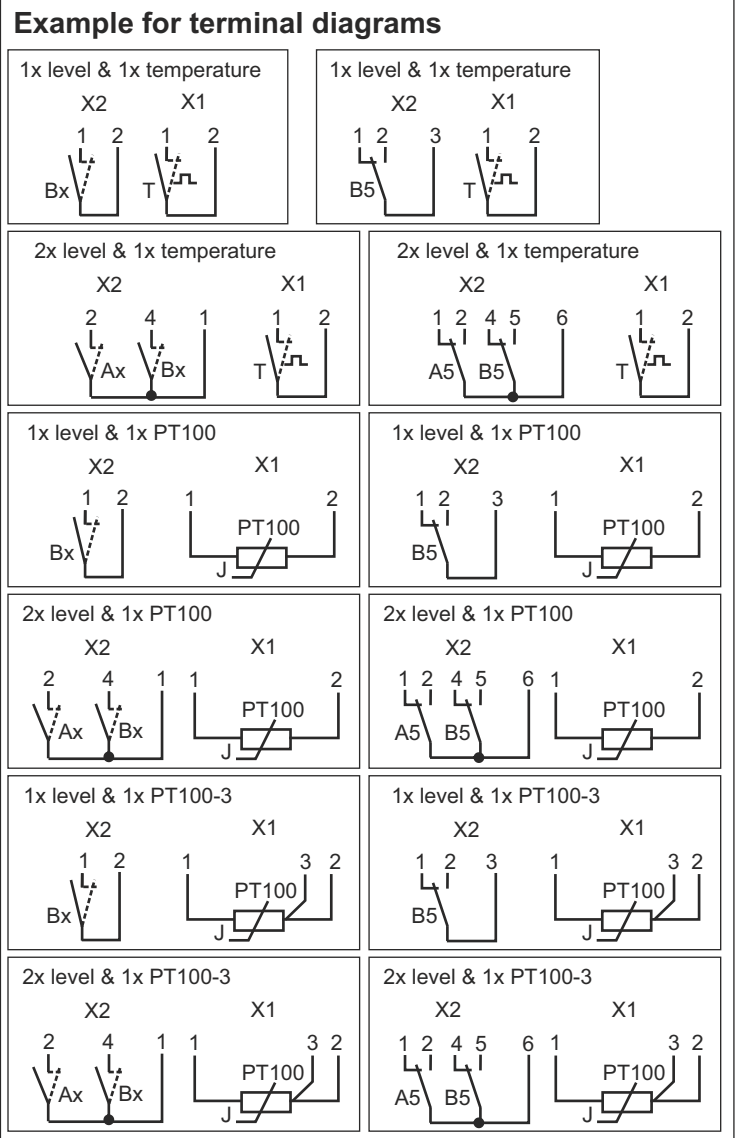 Example for terminal diagrams
1x level & 1x temperature
X2 X1
1 2 1 2
Bx T
1x level & 1x temperature
X2 X1
1 2 3 1 2
B5 T
2x level & 1x temperature
X2 X1
2 4 1 1 2
Ax Bx T
2x level & 1x temperature
X2 X1
1 2 4 5 6 1 2
A5 B5 T
1x level & 1x PT100
X2 X1
1 2 1 2
PT100
Bx J
1x level & 1x PT100
X2 X1
1 2 3 1 2
PT100
B5 J
2x level & 1x PT100
X2 X1
2 4 1 1 2
PT100
Ax Bx J
2x level & 1x PT100
X2 X1
1 2 4 5 6 1 2
PT100
A5 B5 J
1x level & 1x PT100-3
X2 X1
1 2 1 3 2
PT100
Bx J
1x level & 1x PT100-3
X2 X1
1 2 3 1 3 2
PT100
B5 J
2x level & 1x PT100-3
X2 X1
2 4 1 1 3 2
PT100
Ax Bx J
2x level & 1x PT100-3
X2 X1
1 2 4 5 6 1 3 2
PT100
A5 B5 J